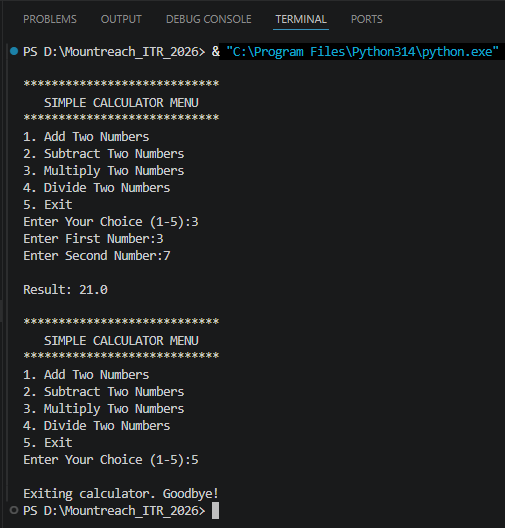 PROBLEMS OUTPUT DEBUG CONSOLE TERMINAL PORTS
PS D:\Mountreach_ITR_2026> & "C:\Program Files\Python314\python.exe"
****************************
   SIMPLE CALCULATOR MENU
****************************
1. Add Two Numbers
2. Subtract Two Numbers
3. Multiply Two Numbers
4. Divide Two Numbers
5. Exit
Enter Your Choice (1-5):3
Enter First Number:3
Enter Second Number:7
Result: 21.0
****************************
   SIMPLE CALCULATOR MENU
****************************
1. Add Two Numbers
2. Subtract Two Numbers
3. Multiply Two Numbers
4. Divide Two Numbers
5. Exit
Enter Your Choice (1-5):5
Exiting calculator. Goodbye!
PS D:\Mountreach_ITR_2026>